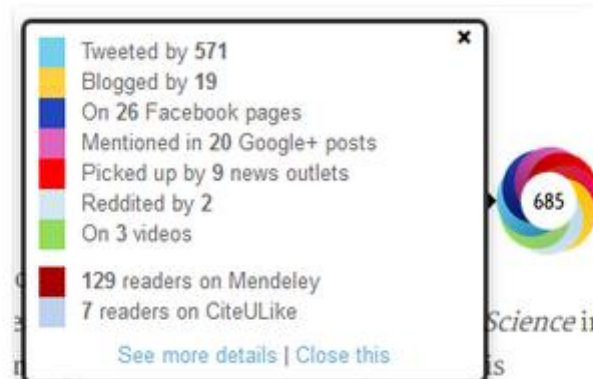 Tweeted by 571
Blogged by 19
On 26 Facebook pages
Mentioned in 20 Google+ posts
Picked up by 9 news outlets
Reddited by 2
On 3 videos
129 readers on Mendeley
7 readers on CiteULike
See more details | Close this
685
Science in
is